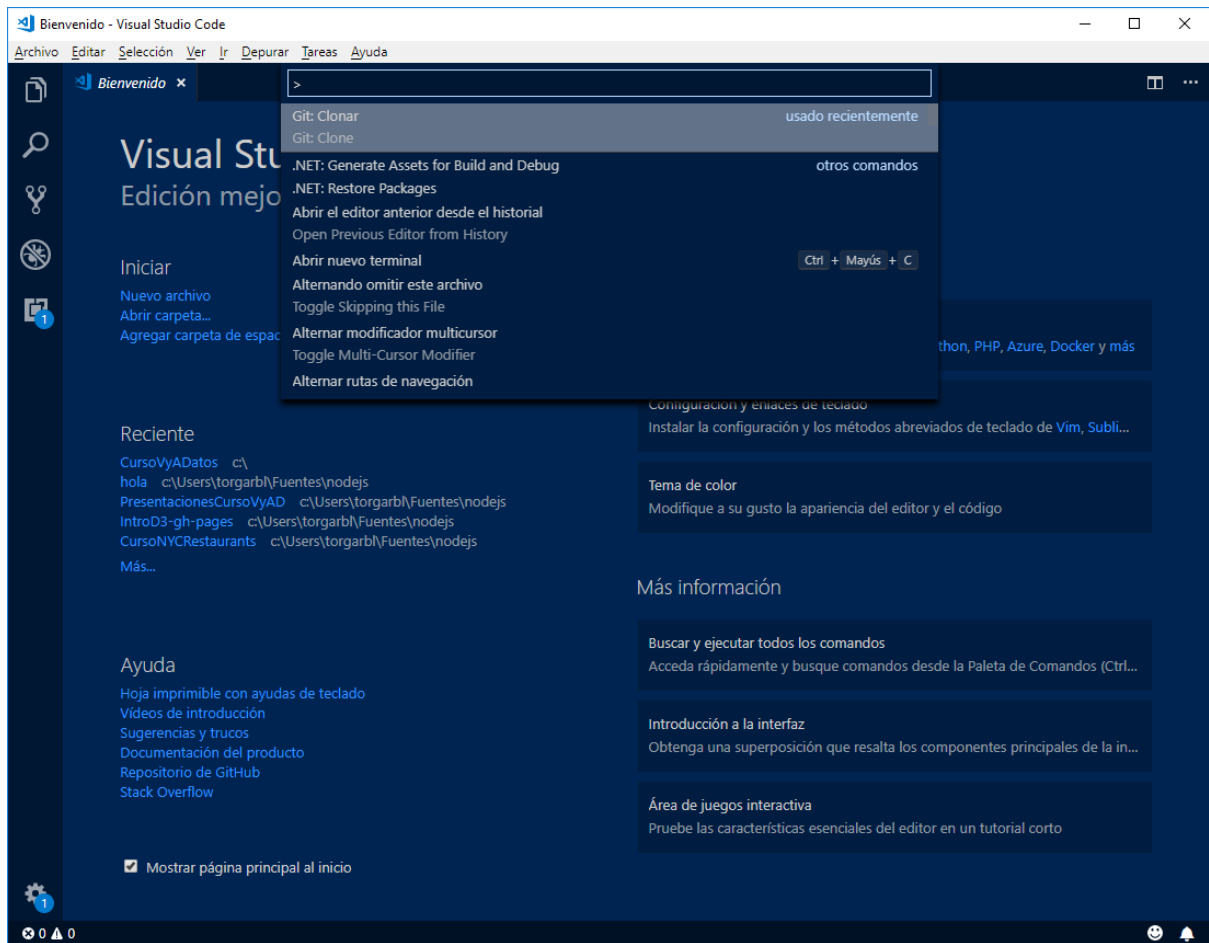 Bienvenido - Visual Studio Code
Archivo Editar Selección Ver Ir Depurar Tareas Ayuda
Bienvenido
>
Git: Clonar usado recientemente
Git: Clone
.NET: Generate Assets for Build and Debug otros comandos
.NET: Restore Packages
Abrir el editor anterior desde el historial
Open Previous Editor from History
Abrir nuevo terminal Ctrl + Mayús + C
Alternando omitir este archivo
Toggle Skipping this File
Alternar modificador multicursor
Toggle Multi-Cursor Modifier
Alternar rutas de navegación
Visual Stu
Edición mejo
Iniciar
Nuevo archivo
Abrir carpeta...
Agregar carpeta de espac
Reciente
CursoVyADatos c:\
hola c:\Users\torgarbl\Fuentes\nodejs
PresentacionesCursoVyAD c:\Users\torgarbl\Fuentes\nodejs
IntroD3-gh-pages c:\Users\torgarbl\Fuentes\nodejs
CursoNYCRestaurants c:\Users\torgarbl\Fuentes\nodejs
Más...
Ayuda
Hoja imprimible con ayudas de teclado
Vídeos de introducción
Sugerencias y trucos
Documentación del producto
Repositorio de GitHub
Stack Overflow
Mostrar página principal al inicio
thon, PHP, Azure, Docker y más
Configuración y enlaces de teclado
Instalar la configuración y los métodos abreviados de teclado de Vim, Subli...
Tema de color
Modifique a su gusto la apariencia del editor y el código
Más información
Buscar y ejecutar todos los comandos
Acceda rápidamente y busque comandos desde la Paleta de Comandos (Ctrl...
Introducción a la interfaz
Obtenga una superposición que resalta los componentes principales de la in...
Área de juegos interactiva
Pruebe las características esenciales del editor en un tutorial corto
1
1
0 0